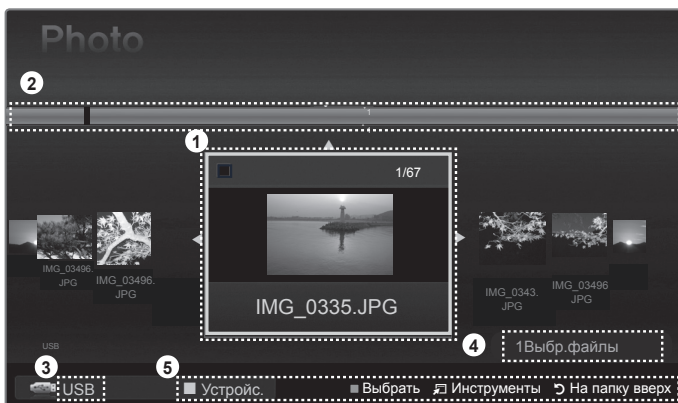 Photo
2
1
1
1/67
IMG_03496.
JPG
IMG_03496.
JPG
IMG_0335.JPG
IMG_0343.
JPG
IMG_03496
JPG
USB
4
1Выбр.файлы
3
5
USB
Устройс.
Выбрать
Инструменты
На папку вверх